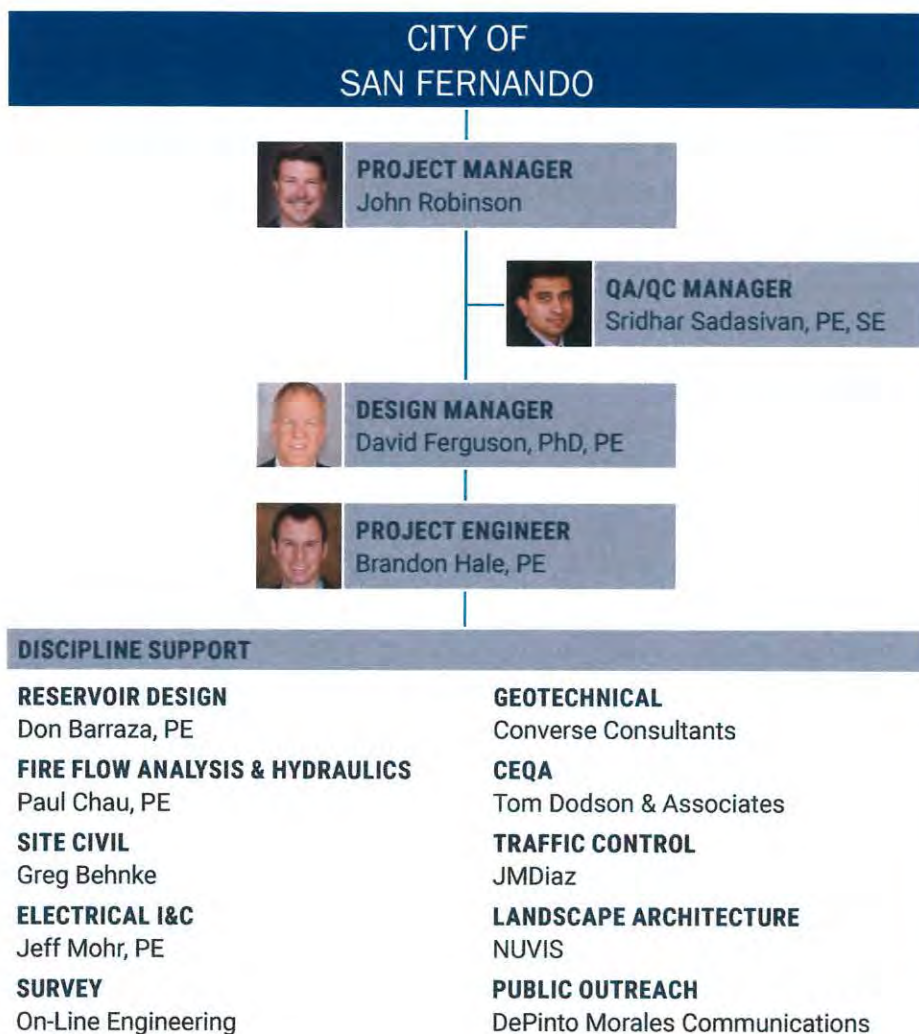 CITY OF
SAN FERNANDO
PROJECT MANAGER
John Robinson
QA/QC MANAGER
Sridhar Sadasivan, PE, SE
DESIGN MANAGER
David Ferguson, PhD, PE
PROJECT ENGINEER
Brandon Hale, PE
DISCIPLINE SUPPORT
RESERVOIR DESIGN
Don Barraza, PE
FIRE FLOW ANALYSIS & HYDRAULICS
Paul Chau, PE
SITE CIVIL
Greg Behnke
ELECTRICAL I&C
Jeff Mohr, PE
SURVEY
On-Line Engineering
GEOTECHNICAL
Converse Consultants
CEQA
Tom Dodson & Associates
TRAFFIC CONTROL
JMDiaz
LANDSCAPE ARCHITECTURE
NUVIS
PUBLIC OUTREACH
DePinto Morales Communications